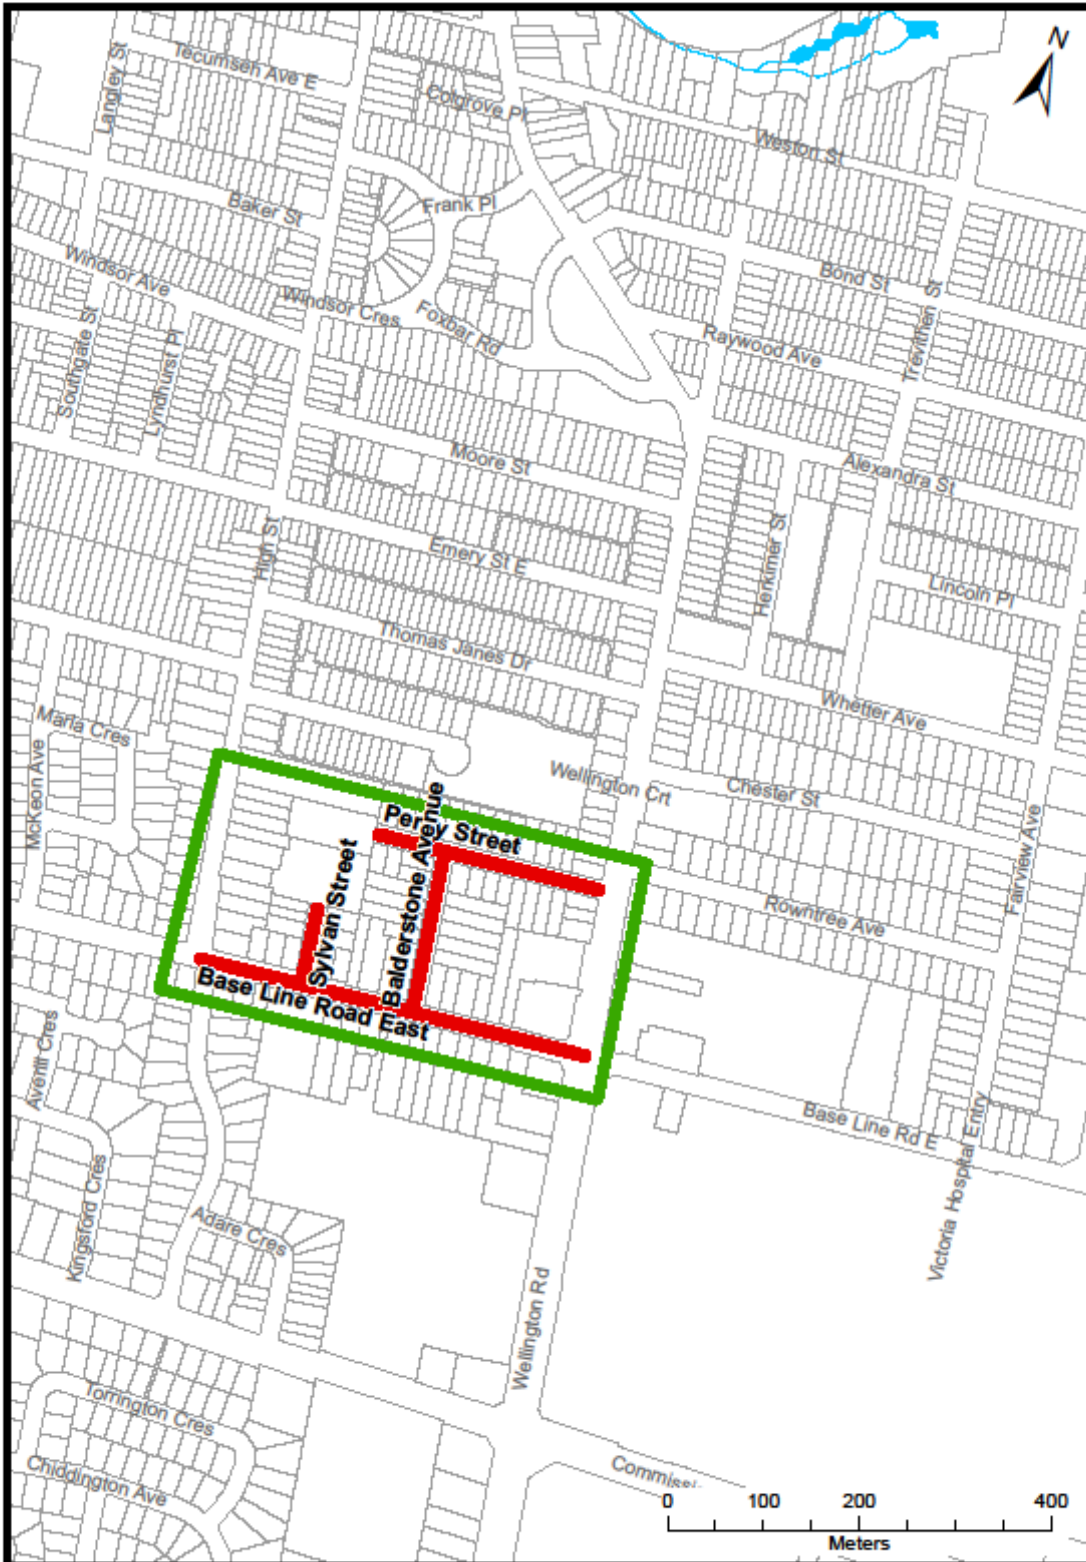 N
Tecumseh Ave E
Langley St
Colgrove Pl
Weston St
Baker St
Frank Pl
Windsor Ave
Windsor Cres
Foxbar Rd
Bond St
Raywood Ave
Trevithen St
Southgate St
Lyndhurst Pl
Moore St
Alexandra St
High St
Emery St E
Herkimer St
Lincoln Pl
Thomas Janes Dr
Whetter Ave
Maria Cres
McKeon Ave
Wellington Crt
Chester St
Perry Street
Balderstone Avenue
Sylvan Street
Base Line Road East
Rowntree Ave
Fairview Ave
Averill Cres
Base Line Rd E
Victoria Hospital Entry
Kingsford Cres
Adare Cres
Wellington Rd
Torrington Cres
Chiddington Ave
0 100 200 400
Meters